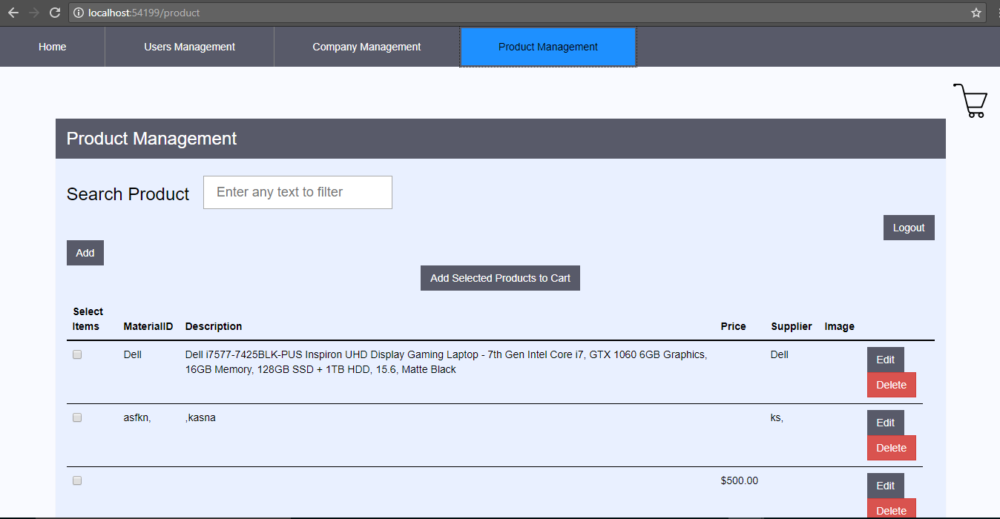 localhost:54199/product
Home Users Management Company Management Product Management
Product Management
Search Product Enter any text to filter
Logout
Add
Add Selected Products to Cart
Select
Items MaterialID Description Price Supplier Image
Dell Dell i7577-7425BLK-PUS Inspiron UHD Display Gaming Laptop - 7th Gen Intel Core i7, GTX 1060 6GB Graphics, Dell Edit
16GB Memory, 128GB SSD + 1TB HDD, 15.6, Matte Black
Delete
asfkn, ,kasna ks, Edit
Delete
$500.00 Edit
Delete